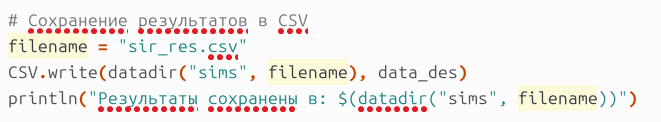 # Сохранение результатов в CSV
filename = "sir_res.csv"
CSV.write(datadir("sims", filename), data_des)
println("Результаты сохранены в: $(datadir("sims", filename))")